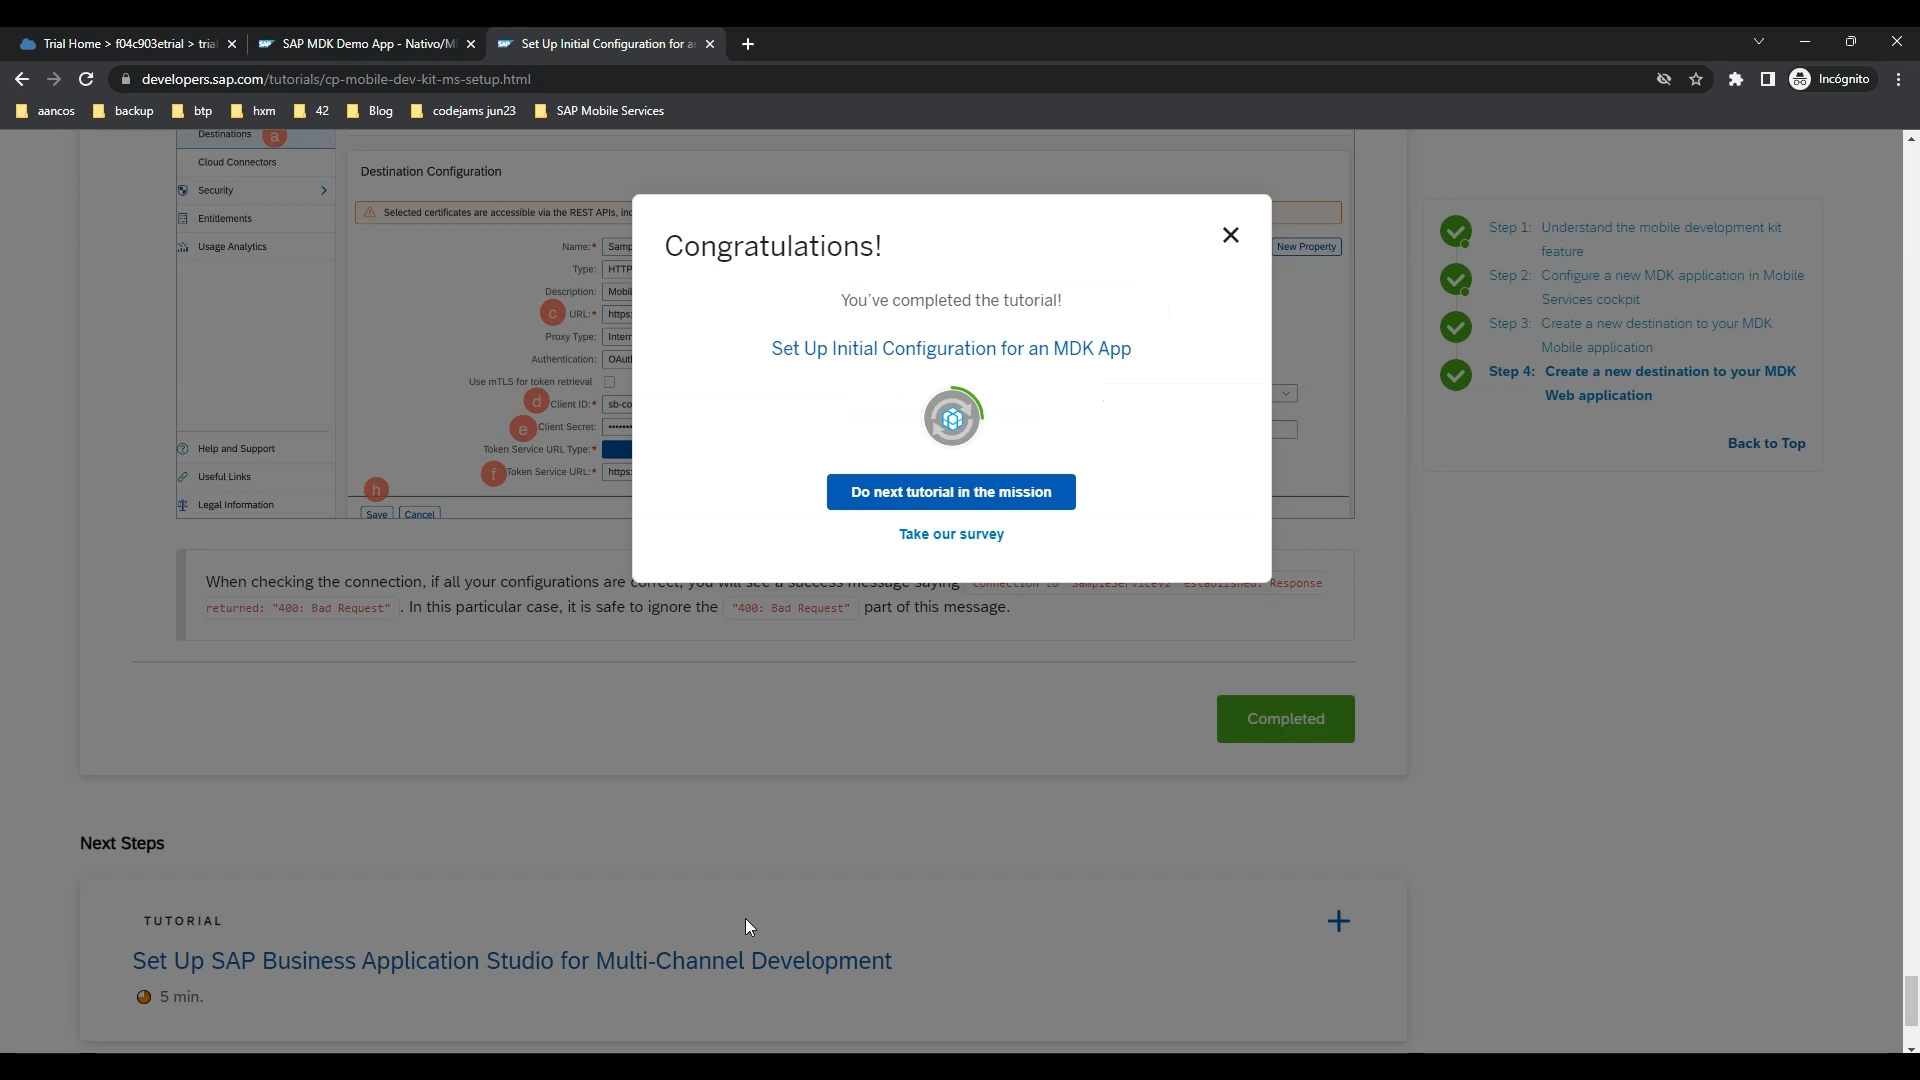 Trial Home > f04c903etrial > trial
SAP MDK Demo App - Nativo/Mi
Set Up Initial Configuration for an
developers.sap.com/tutorials/cp-mobile-dev-kit-ms-setup.html
Incógnito
aancos
backup
btp
hxm
42
Blog
codejams jun23
SAP Mobile Services
Destinations
a
Cloud Connectors
Security
Entitlements
Usage Analytics
Help and Support
Useful Links
Legal Information
Destination Configuration
Selected certificates are accessible via the REST APIs, inc
Name:* Samp
New Property
Type: HTTP
Description: Mobil
c URL:* https:
Proxy Type: Intern
Authentication: OAut
Use mTLS for token retrieval
d Client ID:* sb-co
e Client Secret: •••••••
Token Service URL Type:*
f Token Service URL:* https:
h
Save Cancel
Congratulations!
You've completed the tutorial!
Set Up Initial Configuration for an MDK App
Do next tutorial in the mission
Take our survey
When checking the connection, if all your configurations are correct, you will see a success message saying "Connection to "SampleServiceV2" established. Response
returned: "400: Bad Request" . In this particular case, it is safe to ignore the "400: Bad Request" part of this message.
Completed
Step 1: Understand the mobile development kit
feature
Step 2: Configure a new MDK application in Mobile
Services cockpit
Step 3: Create a new destination to your MDK
Mobile application
Step 4: Create a new destination to your MDK
Web application
Back to Top
Next Steps
TUTORIAL
Set Up SAP Business Application Studio for Multi-Channel Development
5 min.